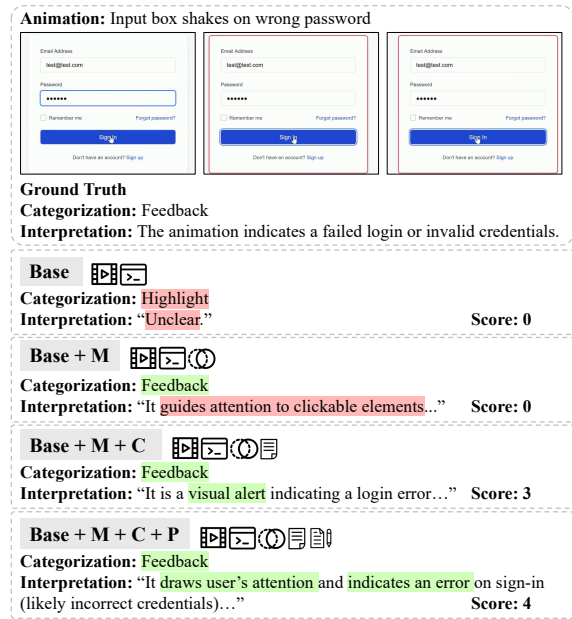 Animation: Input box shakes on wrong password
Email Address
test@test.com
Password
••••••
Remember me Forgot password?
Sign In
Don't have an account? Sign up
Email Address
test@test.com
Password
••••••
Remember me Forgot password?
Sign In
Don't have an account? Sign up
Email Address
test@test.com
Password
••••••
Remember me Forgot password?
Sign In
Don't have an account? Sign up
Ground Truth
Categorization: Feedback
Interpretation: The animation indicates a failed login or invalid credentials.
Base
Categorization: Highlight
Interpretation: “Unclear.” Score: 0
Base + M
Categorization: Feedback
Interpretation: “It guides attention to clickable elements...” Score: 0
Base + M + C
Categorization: Feedback
Interpretation: “It is a visual alert indicating a login error…” Score: 3
Base + M + C + P
Categorization: Feedback
Interpretation: “It draws user’s attention and indicates an error on sign-in
(likely incorrect credentials)…” Score: 4